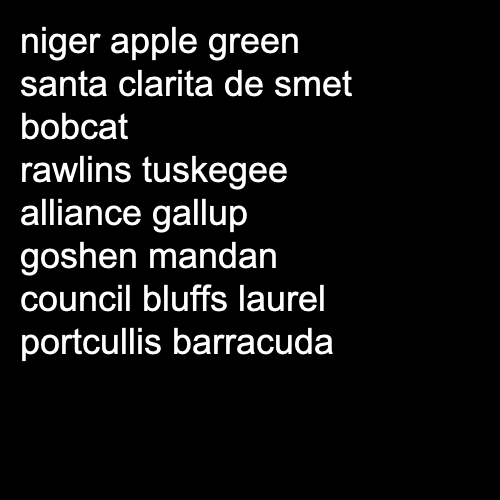 niger apple green
santa clarita de smet
bobcat
rawlins tuskegee
alliance gallup
goshen mandan
council bluffs laurel
portcullis barracuda